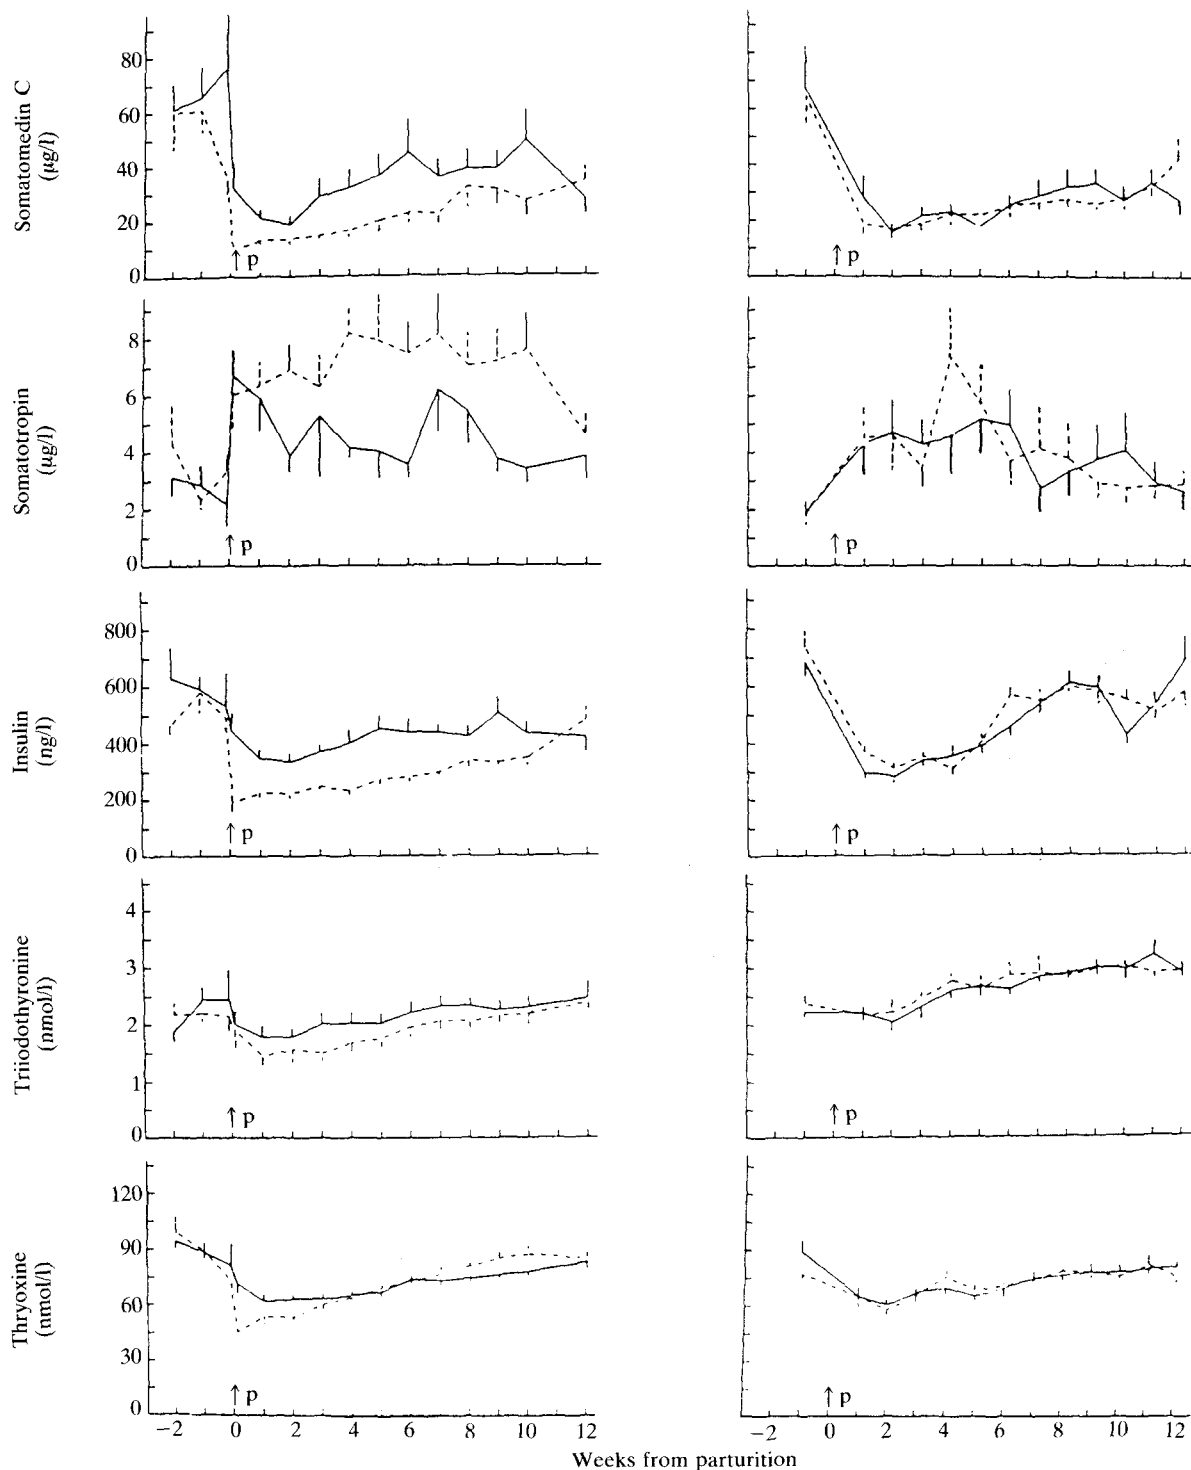 Somatomedin C
(µg/l)
80
60
40
20
0
↑ p
↑ p
Somatotropin
(µg/l)
8
6
4
2
0
↑ p
↑ p
Insulin
(ng/l)
800
600
400
200
0
↑ p
↑ p
Triiodothyronine
(nmol/l)
4
3
2
1
0
↑ p
↑ p
Thryoxine
(nmol/l)
120
90
60
30
0
↑ p
↑ p
−2 0 2 4 6 8 10 12
−2 0 2 4 6 8 10 12
Weeks from parturition